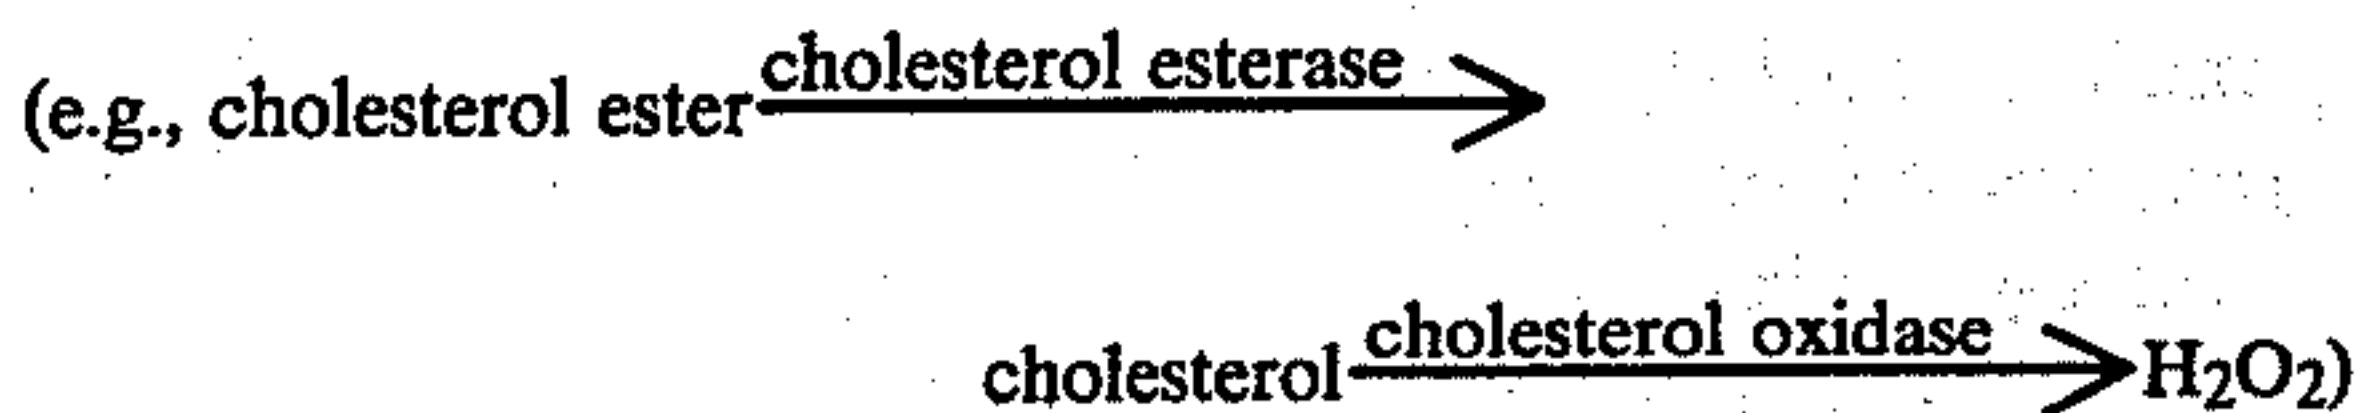 cholesterol esterase
(e.g., cholesterol ester
cholesterol oxidase
cholesterol H₂O₂)